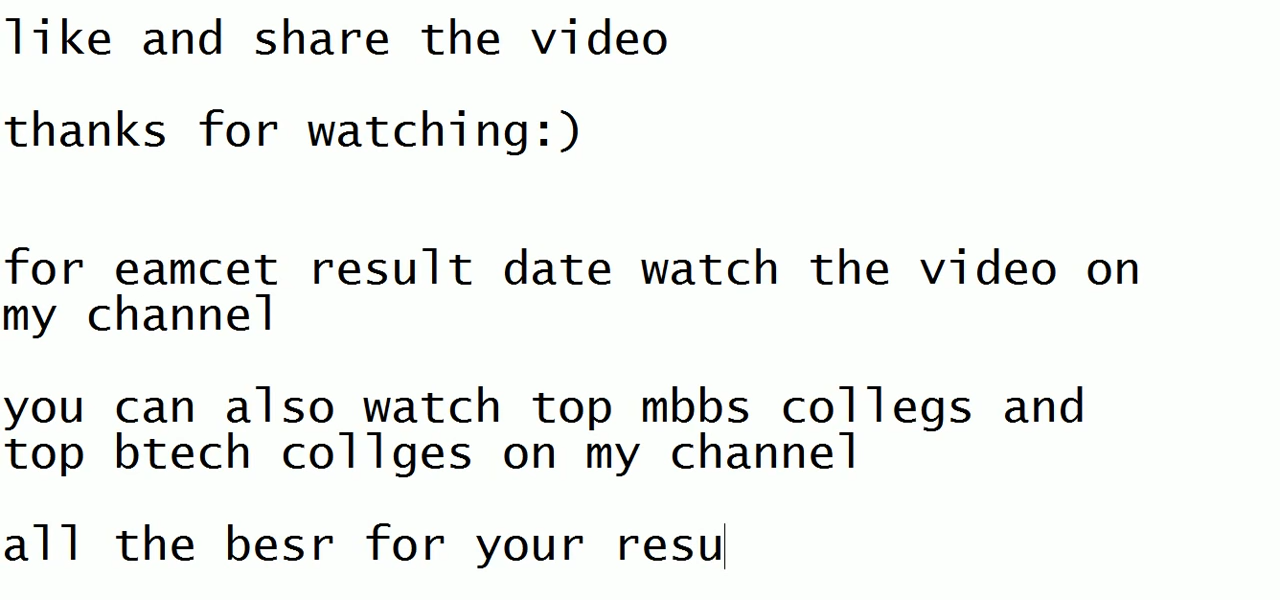 like and share the video
thanks for watching:)
for eamcet result date watch the video on
my channel
you can also watch top mbbs collegs and
top btech collges on my channel
all the besr for your resu